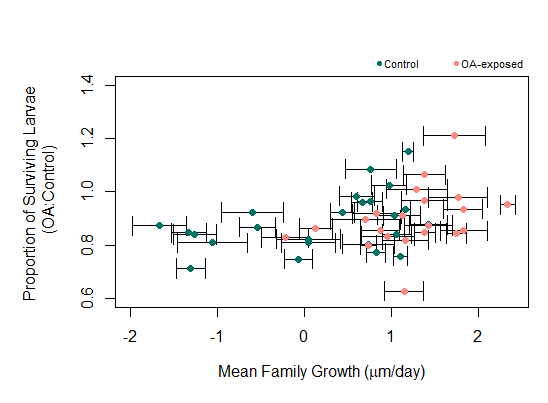 Control OA-exposed
Proportion of Surviving Larvae
(OA:Control)
1.4
1.2
1.0
0.8
0.6
-2 -1 0 1 2
Mean Family Growth (μm/day)